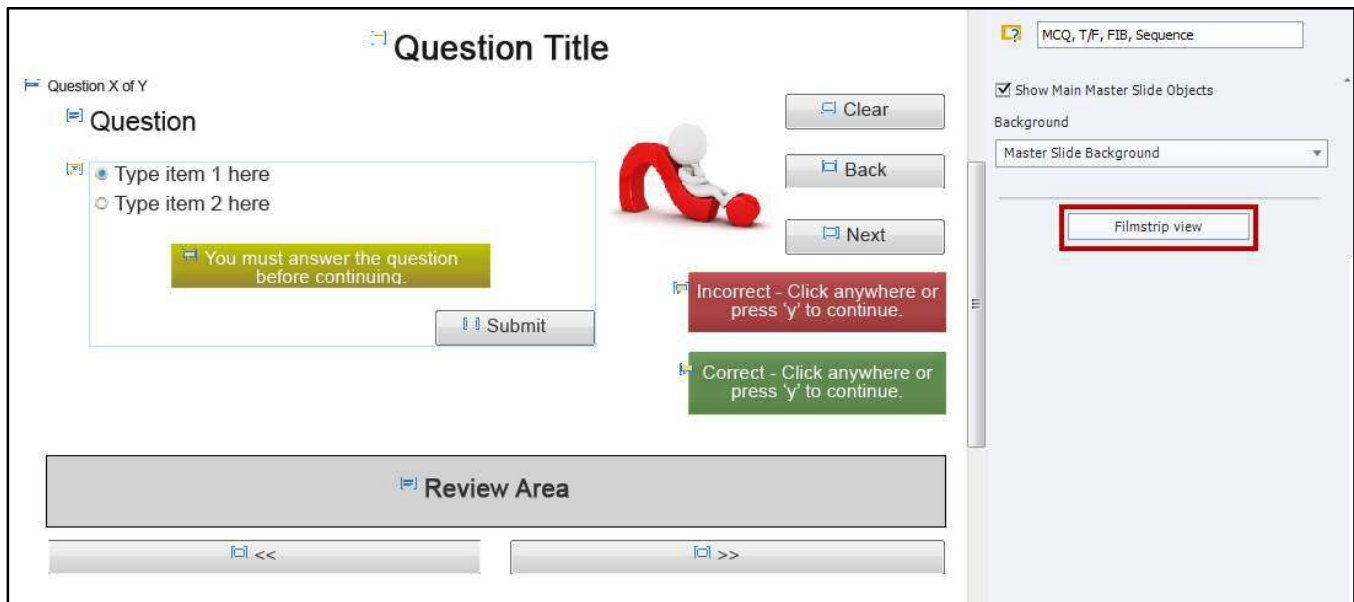 Question Title
Question X of Y
Question
Type item 1 here
Type item 2 here
You must answer the question
before continuing.
Submit
Clear
Back
Next
Incorrect - Click anywhere or
press 'y' to continue.
Correct - Click anywhere or
press 'y' to continue.
Review Area
<<
>>
MCQ, T/F, FIB, Sequence
Show Main Master Slide Objects
Background
Master Slide Background
Filmstrip view